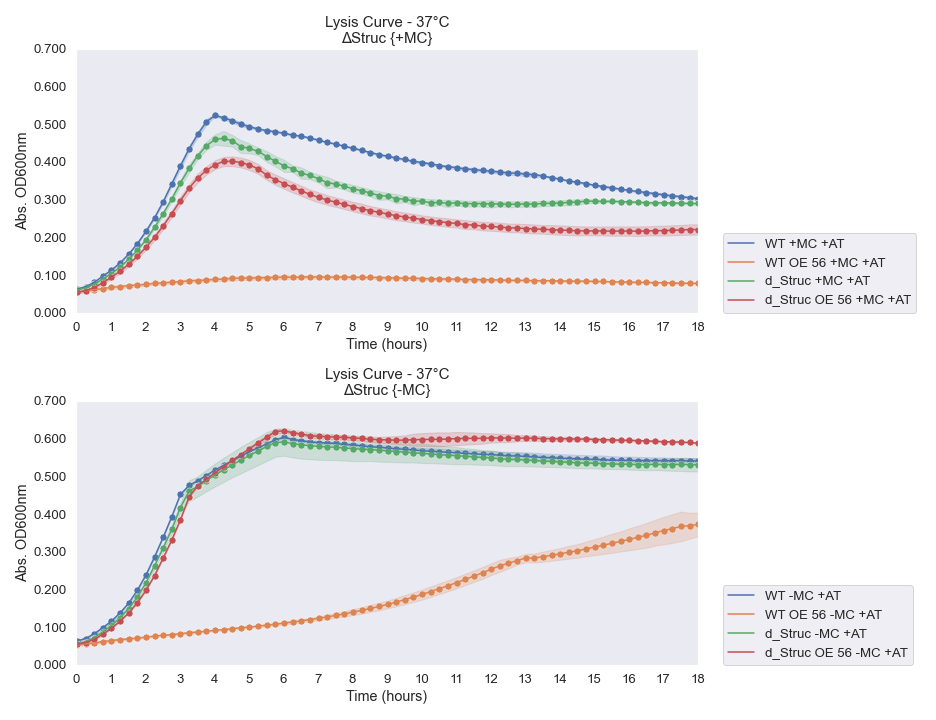 Lysis Curve - 37°C
ΔStruc {+MC}
0.700
0.600
0.500
0.400
0.300
0.200
0.100
0.000
Abs. OD600nm
0 1 2 3 4 5 6 7 8 9 10 11 12 13 14 15 16 17 18
Time (hours)
WT +MC +AT
WT OE 56 +MC +AT
d_Struc +MC +AT
d_Struc OE 56 +MC +AT
Lysis Curve - 37°C
ΔStruc {-MC}
0.700
0.600
0.500
0.400
0.300
0.200
0.100
0.000
Abs. OD600nm
0 1 2 3 4 5 6 7 8 9 10 11 12 13 14 15 16 17 18
Time (hours)
WT -MC +AT
WT OE 56 -MC +AT
d_Struc -MC +AT
d_Struc OE 56 -MC +AT